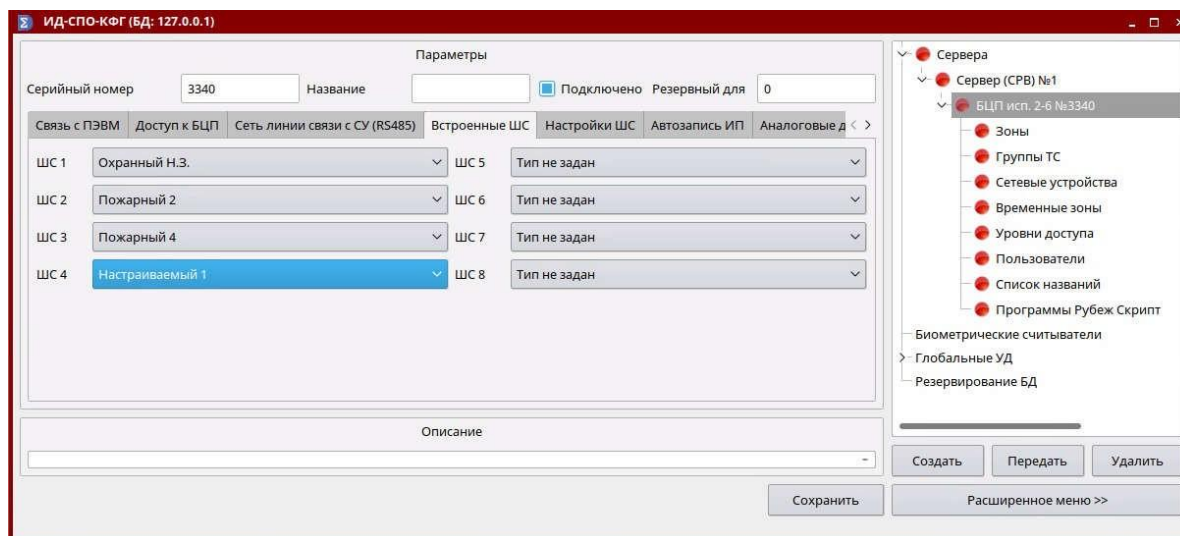 ИД-СПО-КФГ (БД: 127.0.0.1)
Параметры
Серийный номер 3340 Название Подключено Резервный для 0
Связь с ПЭВМ Доступ к БЦП Сеть линии связи с СУ (RS485) Встроенные ШС Настройки ШС Автозапись ИП Аналоговые д
ШС 1 Охранный Н.З. ШС 5 Тип не задан
ШС 2 Пожарный 2 ШС 6 Тип не задан
ШС 3 Пожарный 4 ШС 7 Тип не задан
ШС 4 Настраиваемый 1 ШС 8 Тип не задан
Описание
Сохранить
Сервера
Сервер (СРВ) №1
БЦП исп. 2-6 №3340
Зоны
Группы ТС
Сетевые устройства
Временные зоны
Уровни доступа
Пользователи
Список названий
Программы Рубеж Скрипт
Биометрические считыватели
Глобальные УД
Резервирование БД
Создать Передать Удалить
Расширенное меню >>